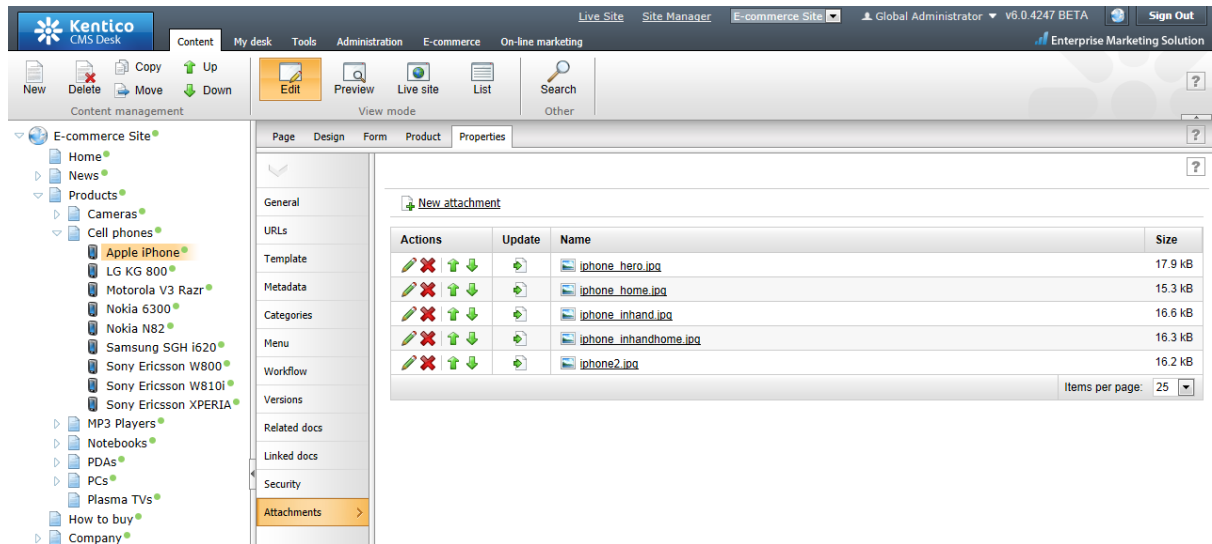 Kentico
CMS Desk
Live Site Site Manager E-commerce Site Global Administrator v6.0.4247 BETA Sign Out
Content My desk Tools Administration E-commerce On-line marketing Enterprise Marketing Solution
New Delete Copy Move Up Down
Content management
Edit Preview Live site List
View mode
Search
Other
?
E-commerce Site
Home
News
Products
Cameras
Cell phones
Apple iPhone
LG KG 800
Motorola V3 Razr
Nokia 6300
Nokia N82
Samsung SGH i620
Sony Ericsson W800
Sony Ericsson W810i
Sony Ericsson XPERIA
MP3 Players
Notebooks
PDAs
PCs
Plasma TVs
How to buy
Company
Page Design Form Product Properties ?
?
General
URLs
Template
Metadata
Categories
Menu
Workflow
Versions
Related docs
Linked docs
Security
Attachments >
New attachment
Actions Update Name Size
iphone_hero.jpg 17.9 kB
iphone_home.jpg 15.3 kB
iphone_inhand.jpg 16.6 kB
iphone_inhandhome.jpg 16.3 kB
iphone2.jpg 16.2 kB
Items per page: 25